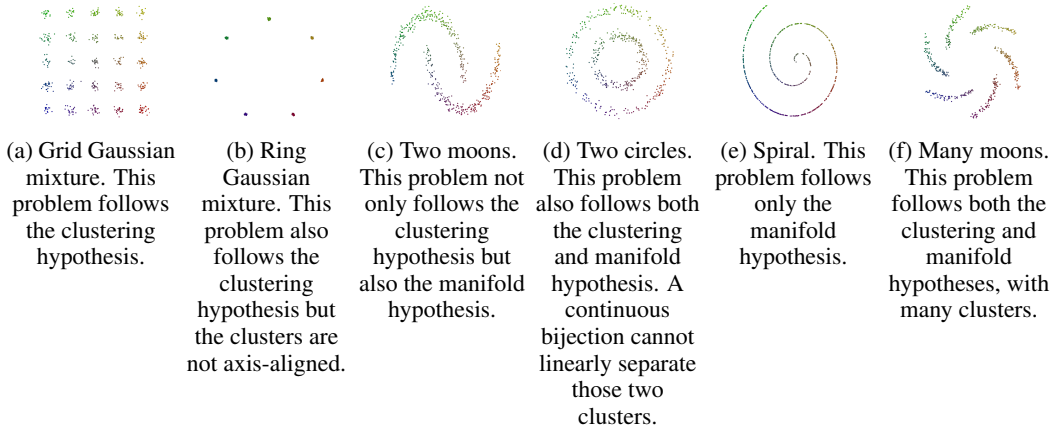 (a) Grid Gaussian
mixture. This
problem follows
the clustering
hypothesis.
(b) Ring
Gaussian
mixture. This
problem also
follows the
clustering
hypothesis but
the clusters are
not axis-aligned.
(c) Two moons.
This problem not
only follows the
clustering
hypothesis but
also the manifold
hypothesis.
(d) Two circles.
This problem
also follows both
the clustering
and manifold
hypothesis. A
continuous
bijection cannot
linearly separate
those two
clusters.
(e) Spiral. This
problem follows
only the
manifold
hypothesis.
(f) Many moons.
This problem
follows both the
clustering and
manifold
hypotheses, with
many clusters.